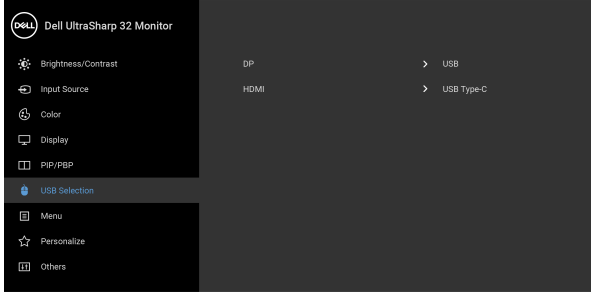 DELL Dell UltraSharp 32 Monitor
Brightness/Contrast
DP > USB
Input Source
HDMI > USB Type-C
Color
Display
PIP/PBP
USB Selection
Menu
Personalize
Others